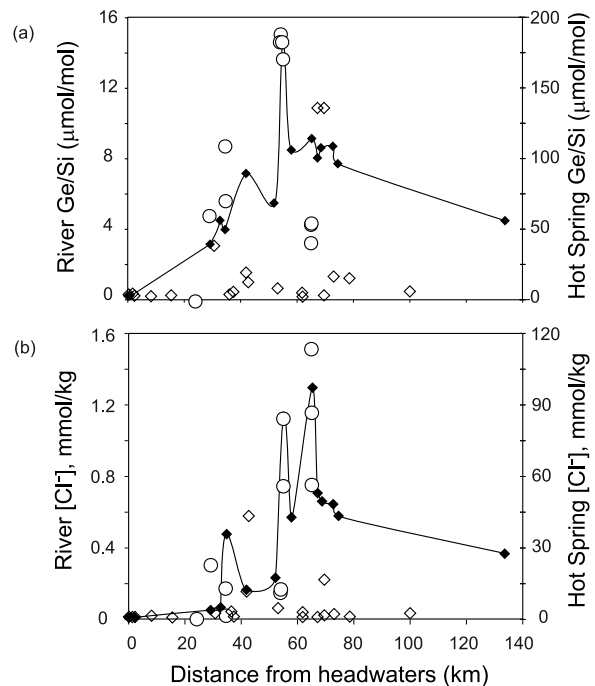 (a)
River Ge/Si (μmol/mol)
16
12
8
4
0
200
150
100
50
0
Hot Spring Ge/Si (μmol/mol)
(b)
River [Cl-], mmol/kg
1.6
1.2
0.8
0.4
0
120
90
60
30
0
Hot Spring [Cl-], mmol/kg
0 20 40 60 80 100 120 140
Distance from headwaters (km)